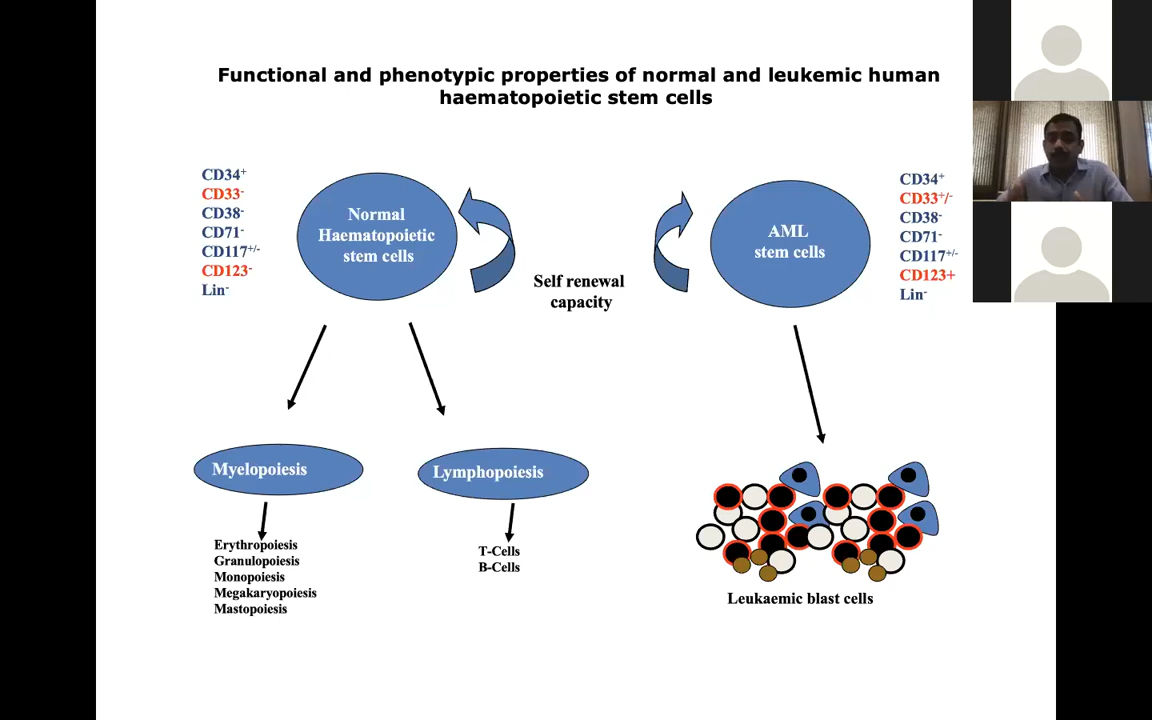 Functional and phenotypic properties of normal and leukemic human
haematopoietic stem cells
CD34+
CD33-
CD38-
CD71-
CD117+/-
CD123-
Lin-
Normal
Haematopoietic
stem cells
Self renewal
capacity
AML
stem cells
CD34+
CD33+/-
CD38-
CD71-
CD117+/-
CD123+
Lin-
Myelopoiesis
Lymphopoiesis
Erythropoiesis
Granulopoiesis
Monopoiesis
Megakaryopoiesis
Mastopoiesis
T-Cells
B-Cells
Leukaemic blast cells